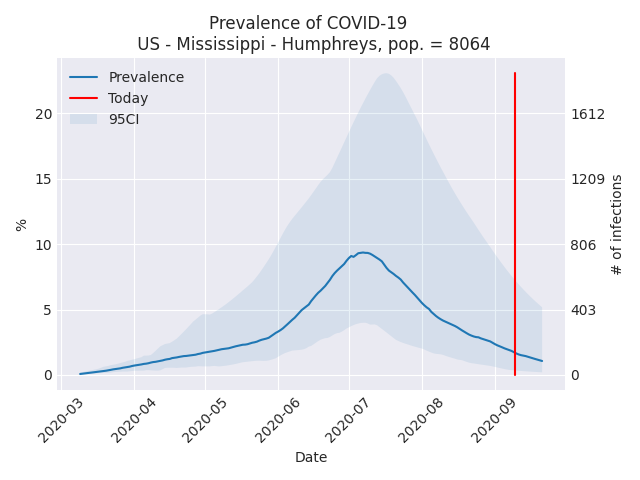 Prevalence of COVID-19
US - Mississippi - Humphreys, pop. = 8064
Prevalence
Today
95CI
%
20
15
10
5
0
1612
1209
806
403
0
# of infections
2020-03
2020-04
2020-05
2020-06
2020-07
2020-08
2020-09
Date